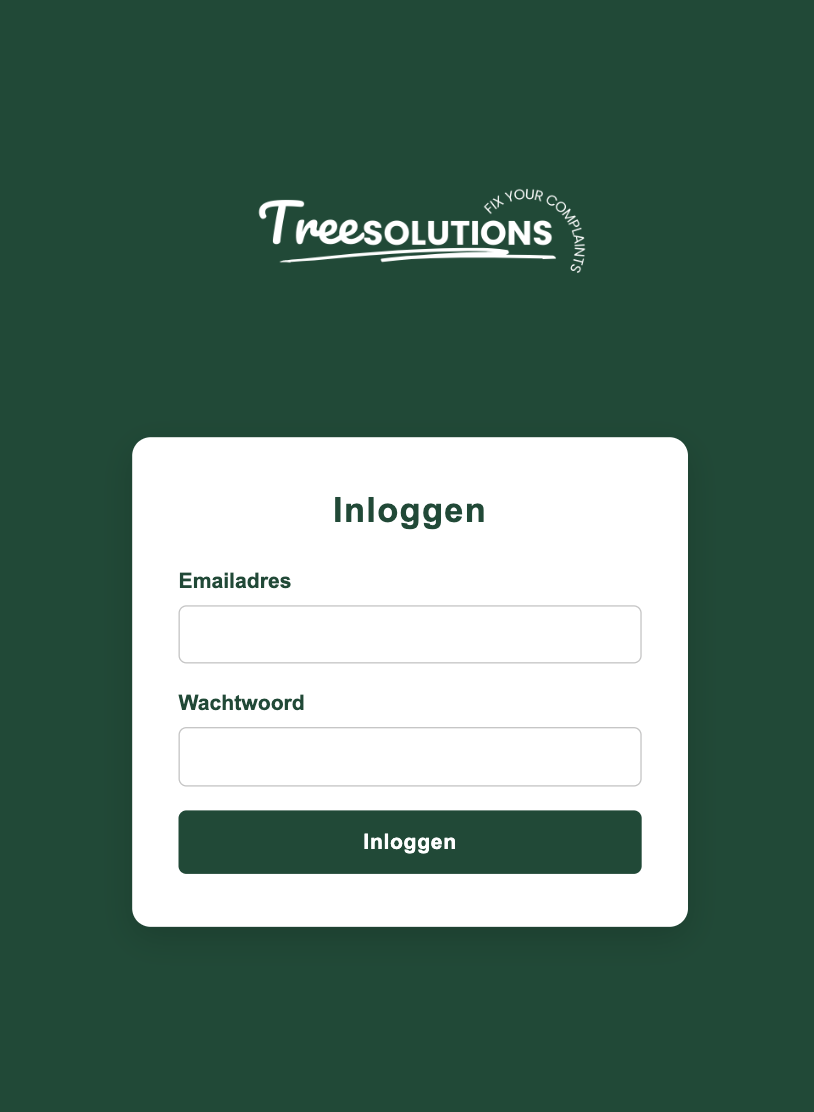 TreeSOLUTIONS
FIX YOUR COMPLAINTS
Inloggen
Emailadres
Wachtwoord
Inloggen